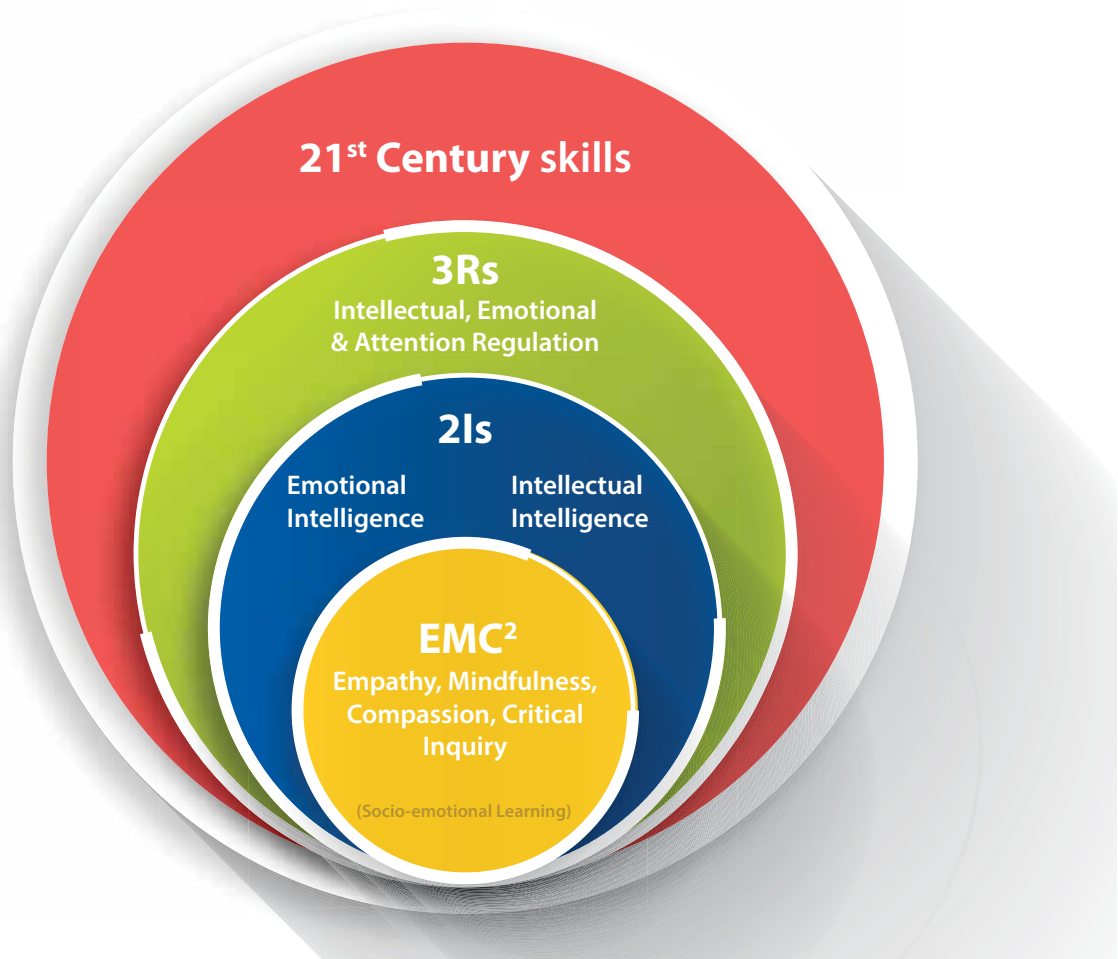 21st Century skills
3Rs
Intellectual, Emotional
& Attention Regulation
2Is
Emotional
Intelligence
Intellectual
Intelligence
EMC²
Empathy, Mindfulness,
Compassion, Critical
Inquiry
(Socio-emotional Learning)